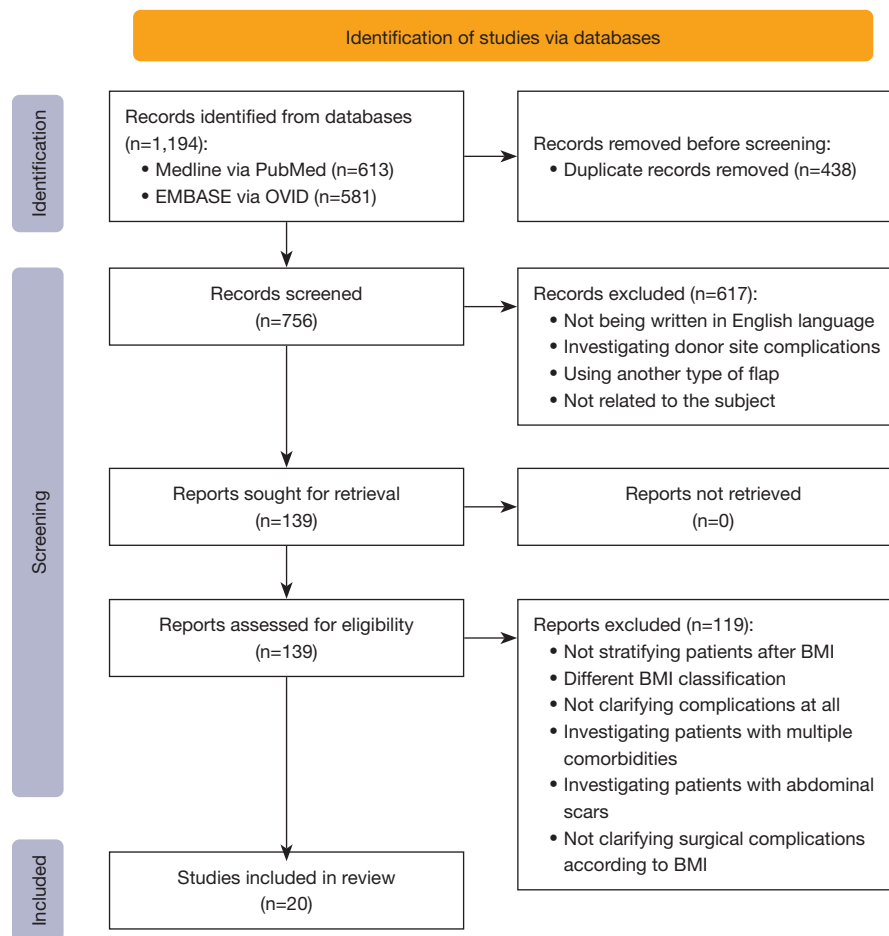 Identification of studies via databases
Identification
Records identified from databases
(n=1,194):
• Medline via PubMed (n=613)
• EMBASE via OVID (n=581)
Records removed before screening:
• Duplicate records removed (n=438)
Screening
Records screened
(n=756)
Records excluded (n=617):
• Not being written in English language
• Investigating donor site complications
• Using another type of flap
• Not related to the subject
Reports sought for retrieval
(n=139)
Reports not retrieved
(n=0)
Reports assessed for eligibility
(n=139)
Reports excluded (n=119):
• Not stratifying patients after BMI
• Different BMI classification
• Not clarifying complications at all
• Investigating patients with multiple
comorbidities
• Investigating patients with abdominal
scars
• Not clarifying surgical complications
according to BMI
Included
Studies included in review
(n=20)